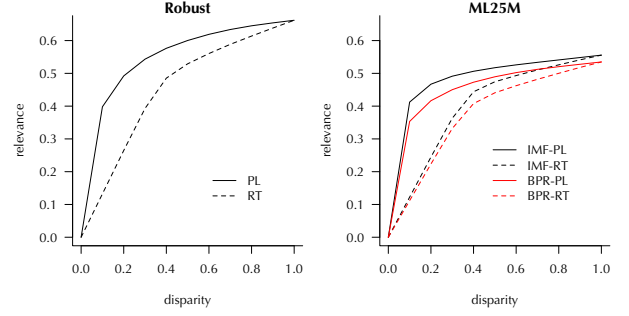 Robust
relevance
0.6
0.5
0.4
0.3
0.2
0.1
0.0
PL
RT
0.0 0.2 0.4 0.6 0.8 1.0
disparity
ML25M
relevance
0.6
0.5
0.4
0.3
0.2
0.1
0.0
IMF-PL
IMF-RT
BPR-PL
BPR-RT
0.0 0.2 0.4 0.6 0.8 1.0
disparity